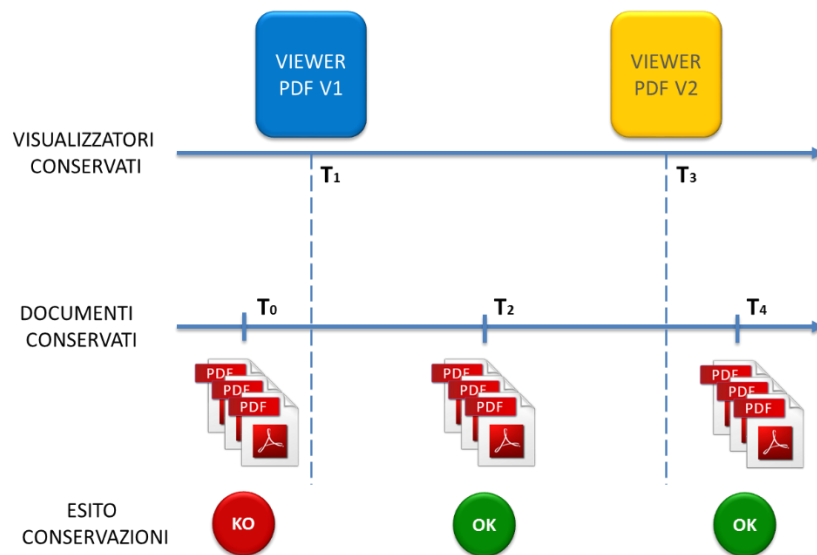 VIEWER
PDF V1
VIEWER
PDF V2
VISUALIZZATORI
CONSERVATI
T1
T3
DOCUMENTI
CONSERVATI
T0
T2
T4
PDF
PDF
PDF
PDF
PDF
PDF
PDF
PDF
PDF
ESITO
CONSERVAZIONI
KO
OK
OK